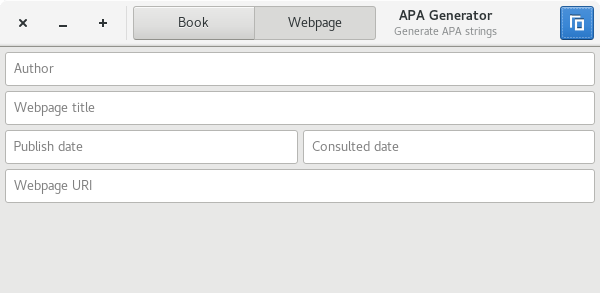 Book
Webpage
APA Generator
Generate APA strings
Author
Webpage title
Publish date
Consulted date
Webpage URI